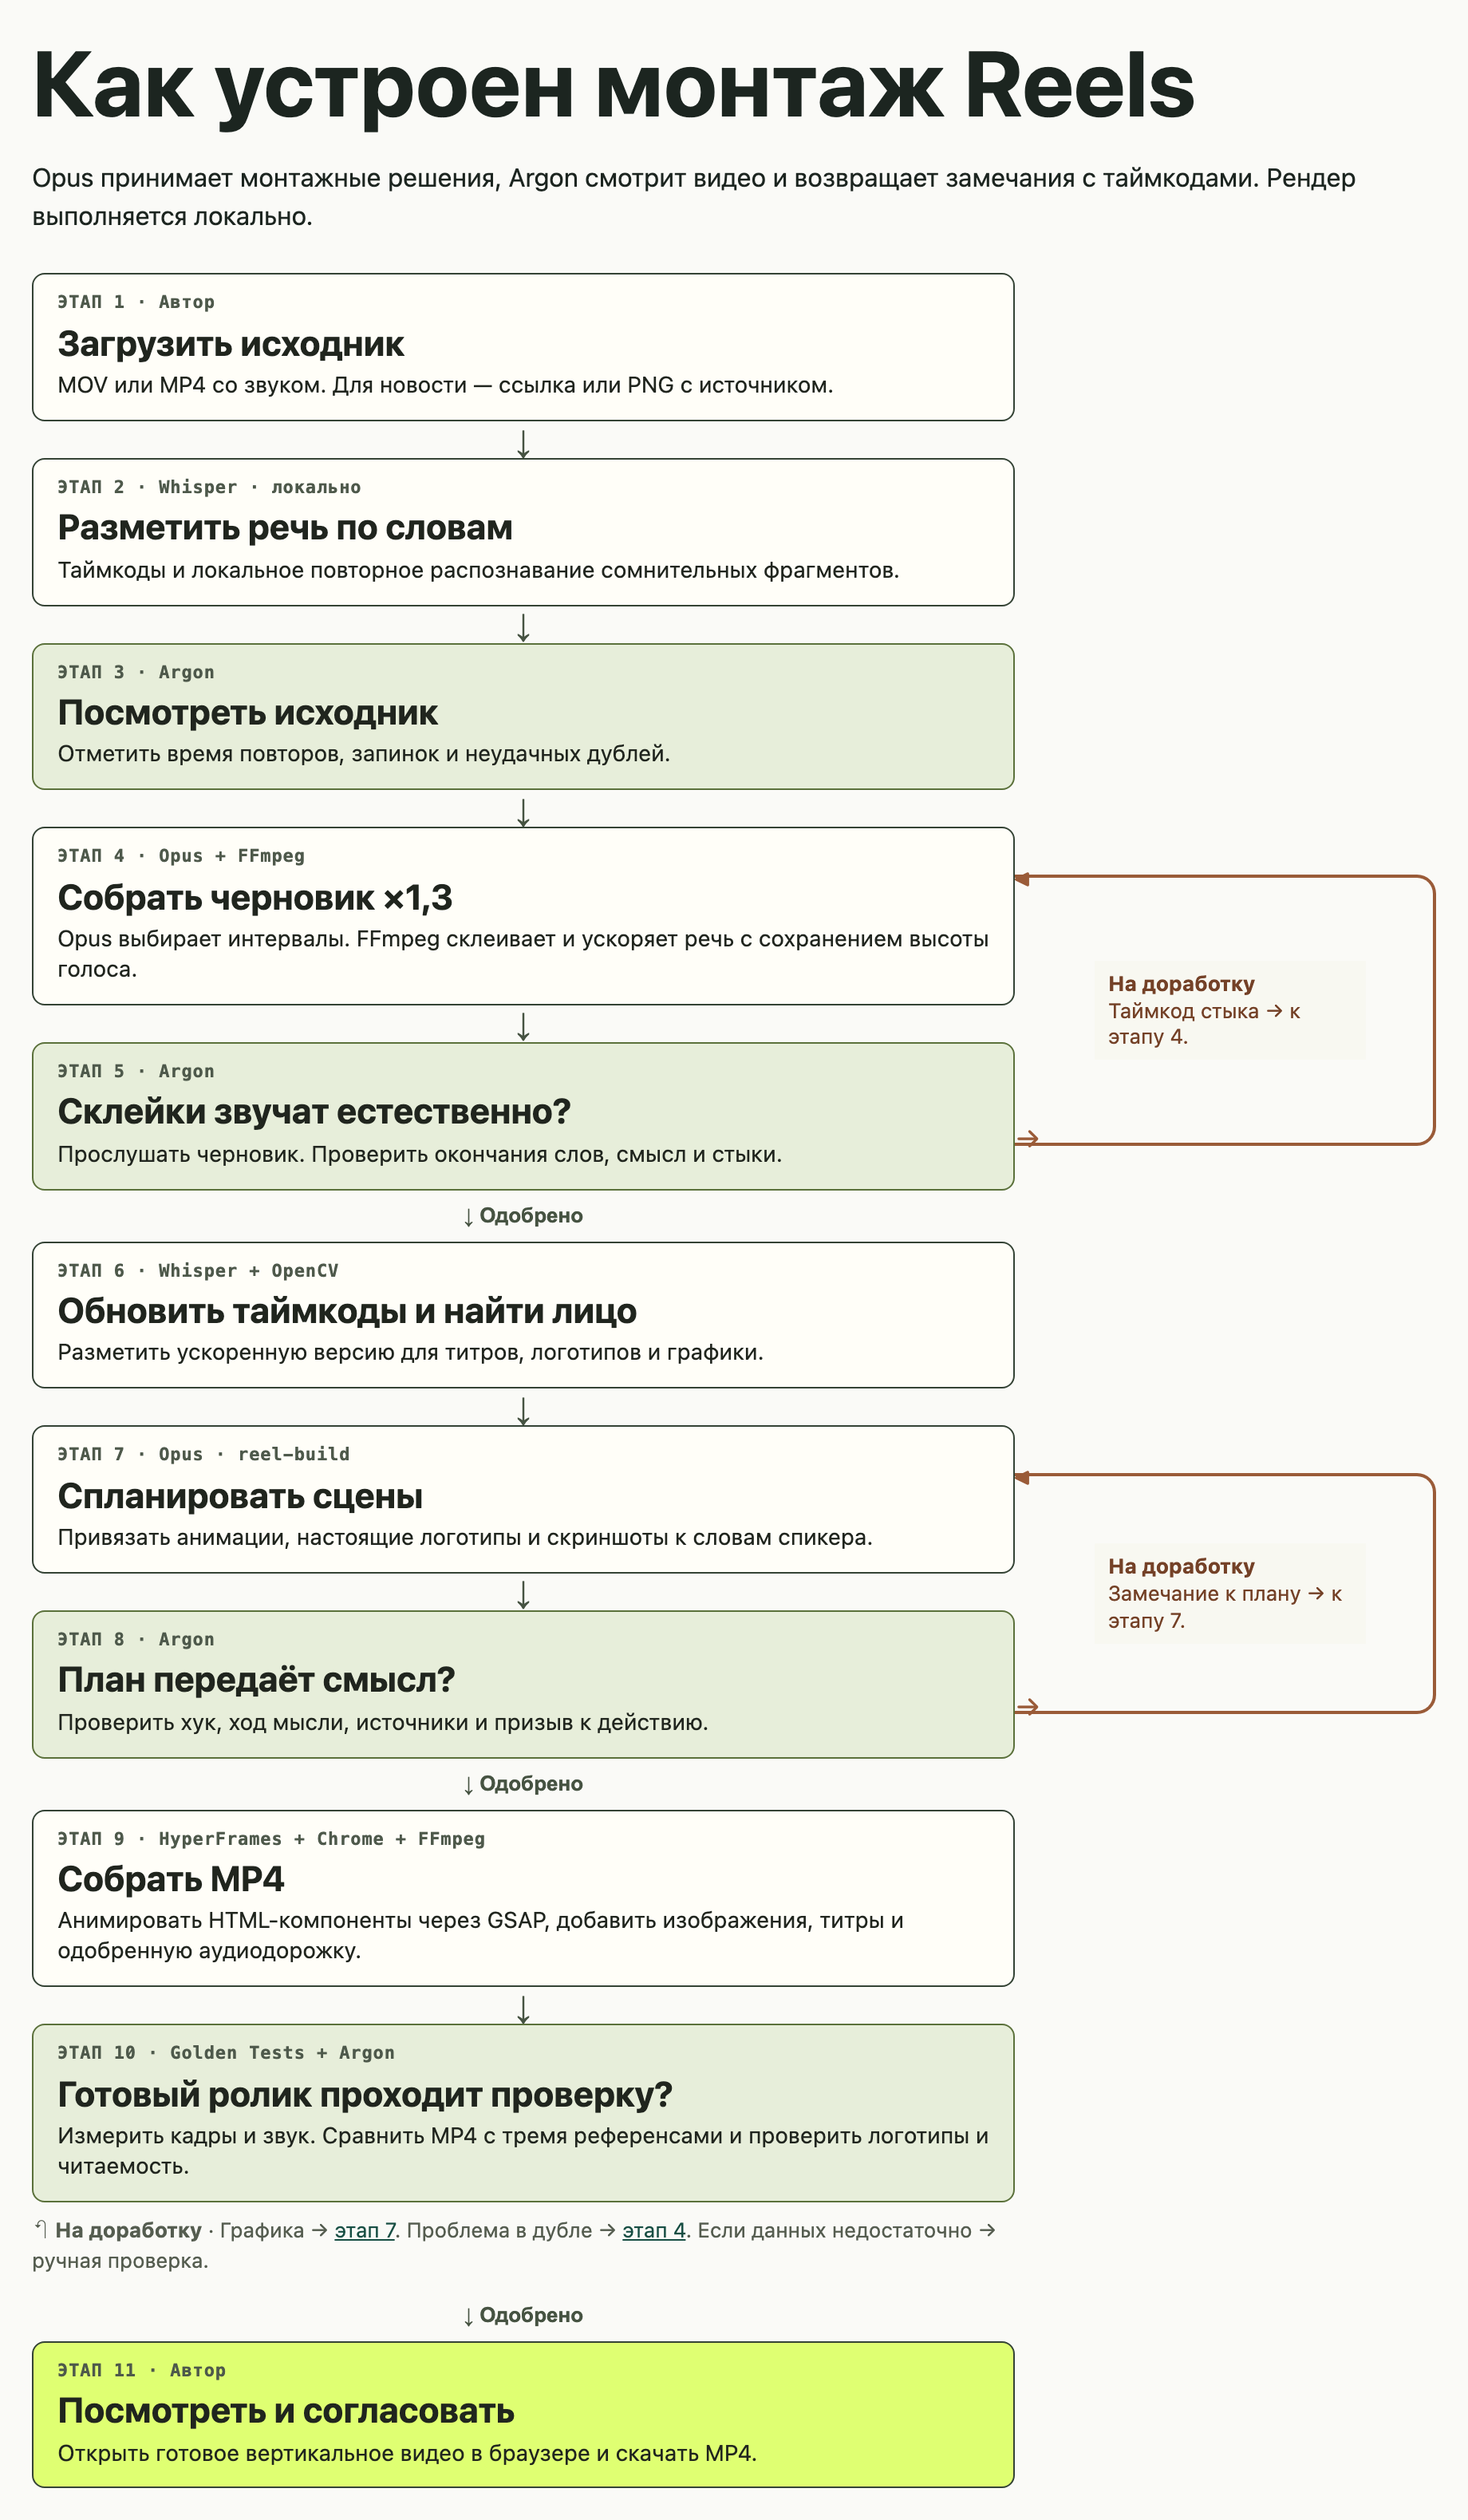 Как устроен монтаж Reels
Opus принимает монтажные решения, Argon смотрит видео и возвращает замечания с таймкодами. Рендер
выполняется локально.
ЭТАП 1 · Автор
Загрузить исходник
MOV или MP4 со звуком. Для новости — ссылка или PNG с источником.
↓
ЭТАП 2 · Whisper · локально
Разметить речь по словам
Таймкоды и локальное повторное распознавание сомнительных фрагментов.
↓
ЭТАП 3 · Argon
Посмотреть исходник
Отметить время повторов, запинок и неудачных дублей.
↓
ЭТАП 4 · Opus + FFmpeg
Собрать черновик ×1,3
Opus выбирает интервалы. FFmpeg склеивает и ускоряет речь с сохранением высоты
голоса.
На доработку
Таймкод стыка → к
этапу 4.
↓
ЭТАП 5 · Argon
Склейки звучат естественно?
Прослушать черновик. Проверить окончания слов, смысл и стыки.
→
↓ Одобрено
ЭТАП 6 · Whisper + OpenCV
Обновить таймкоды и найти лицо
Разметить ускоренную версию для титров, логотипов и графики.
↓
ЭТАП 7 · Opus · reel-build
Спланировать сцены
Привязать анимации, настоящие логотипы и скриншоты к словам спикера.
На доработку
Замечание к плану → к
этапу 7.
↓
ЭТАП 8 · Argon
План передаёт смысл?
Проверить хук, ход мысли, источники и призыв к действию.
→
↓ Одобрено
ЭТАП 9 · HyperFrames + Chrome + FFmpeg
Собрать MP4
Анимировать HTML-компоненты через GSAP, добавить изображения, титры и
одобренную аудиодорожку.
↓
ЭТАП 10 · Golden Tests + Argon
Готовый ролик проходит проверку?
Измерить кадры и звук. Сравнить MP4 с тремя референсами и проверить логотипы и
читаемость.
На доработку · Графика → этап 7. Проблема в дубле → этап 4. Если данных недостаточно →
ручная проверка.
↓ Одобрено
ЭТАП 11 · Автор
Посмотреть и согласовать
Открыть готовое вертикальное видео в браузере и скачать MP4.